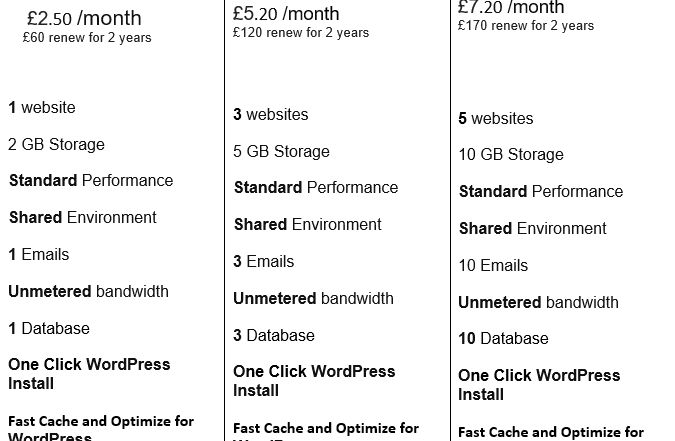 £2.50 /month
£60 renew for 2 years
1 website
2 GB Storage
Standard Performance
Shared Environment
1 Emails
Unmetered bandwidth
1 Database
One Click WordPress
Install
Fast Cache and Optimize for
WordPress
£5.20 /month
£120 renew for 2 years
3 websites
5 GB Storage
Standard Performance
Shared Environment
3 Emails
Unmetered bandwidth
3 Database
One Click WordPress
Install
Fast Cache and Optimize for
£7.20 /month
£170 renew for 2 years
5 websites
10 GB Storage
Standard Performance
Shared Environment
10 Emails
Unmetered bandwidth
10 Database
One Click WordPress
Install
Fast Cache and Optimize for